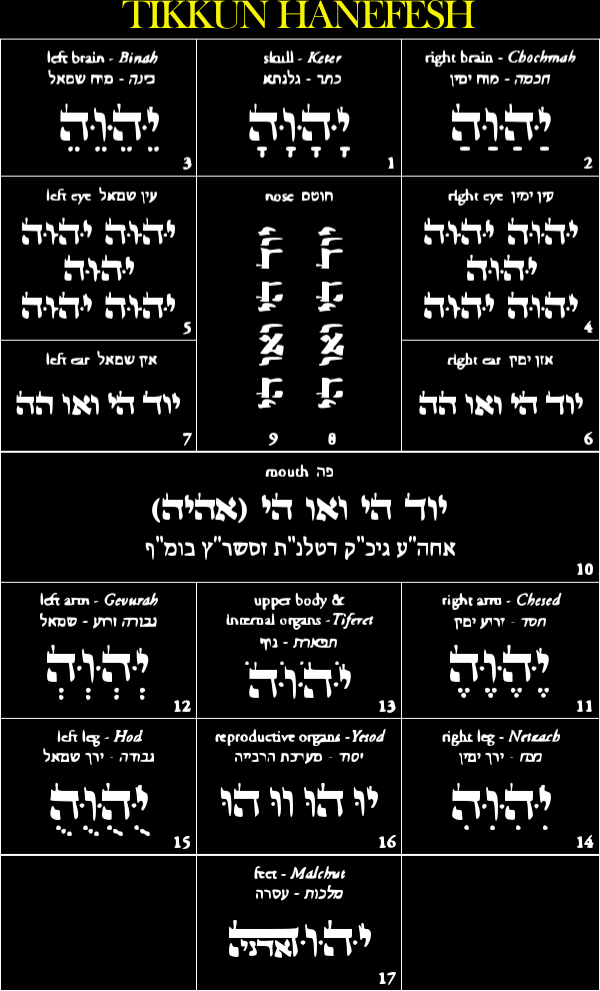 TIKKUN HANEFESH
left brain - Binah
בינה - מוח שמאל
יֵהֵוֵהֵ
3
skull - Keter
כתר - גלגתא
יָהָוָהָ
1
right brain - Chochmah
חכמה - מוח ימין
יַהַוַהַ
2
left eye עין שמאל
יהוה יהוה
יהוה
יהוה יהוה
5
nose חוטם
9 8
right eye עין ימין
יהוה יהוה
יהוה
יהוה יהוה
4
left ear אזן שמאל
יוד הי ואו הה
7
right ear אזן ימין
יוד הי ואו הה
6
mouth פה
יוד הי ואו הי (אהיה)
אחה"ע גיכ"ק דטלנ"ת זסשר"ץ בומ"ף
10
left arm - Gevurah
גבורה זרוע - שמאל
יְהְוְהְ
12
upper body &
internal organs - Tiferet
תפארת - גוף
יֹהֹוֹהֹ
13
right arm - Chesed
חסד - זרוע ימין
יֶהֶוֶהֶ
11
left leg - Hod
גבורה - ירך שמאל
יֻהֻוֻהֻ
15
reproductive organs - Yesod
יסוד - מערכת הרבייה
יוּ הוּ ווּ הוּ
16
right leg - Netzach
נצח - ירך ימין
יִהִוִהִ
14
feet - Malchut
מלכות - עסרה
17